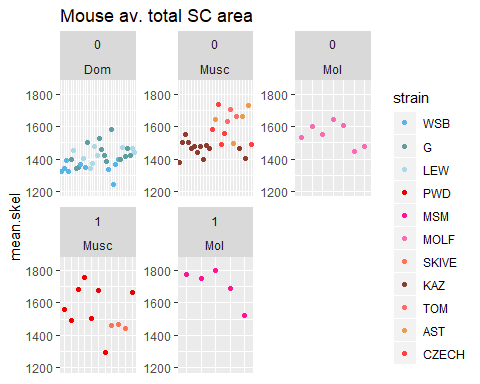 Mouse av. total SC area
0
0
0
Dom
Musc
Mol
1800
1600
1400
1200
1800
1600
1400
1200
1800
1600
1400
1200
1
1
Musc
Mol
1800
1600
1400
1200
1800
1600
1400
1200
mean.skel
strain
WSB
G
LEW
PWD
MSM
MOLF
SKIVE
KAZ
TOM
AST
CZECH